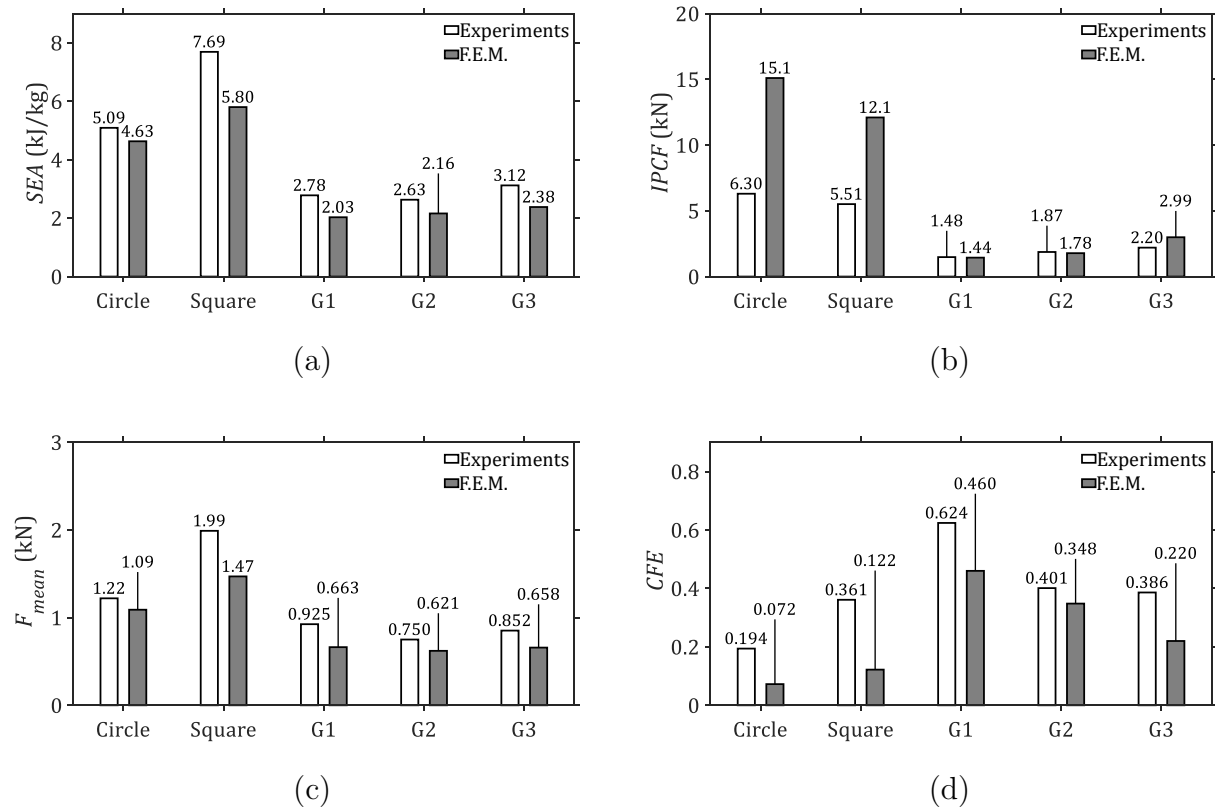 Experiments
F.E.M.
SEA (kJ/kg)
8
6
4
2
0
5.09
4.63
7.69
5.80
2.78
2.03
2.63
2.16
3.12
2.38
Circle
Square
G1
G2
G3
(a)
Experiments
F.E.M.
IPCF (kN)
20
15
10
5
0
6.30
15.1
5.51
12.1
1.48
1.44
1.87
1.78
2.20
2.99
Circle
Square
G1
G2
G3
(b)
Experiments
F.E.M.
F_mean (kN)
3
2
1
0
1.22
1.09
1.99
1.47
0.925
0.663
0.750
0.621
0.852
0.658
Circle
Square
G1
G2
G3
(c)
Experiments
F.E.M.
CFE
0.8
0.6
0.4
0.2
0
0.194
0.072
0.361
0.122
0.624
0.460
0.401
0.348
0.386
0.220
Circle
Square
G1
G2
G3
(d)